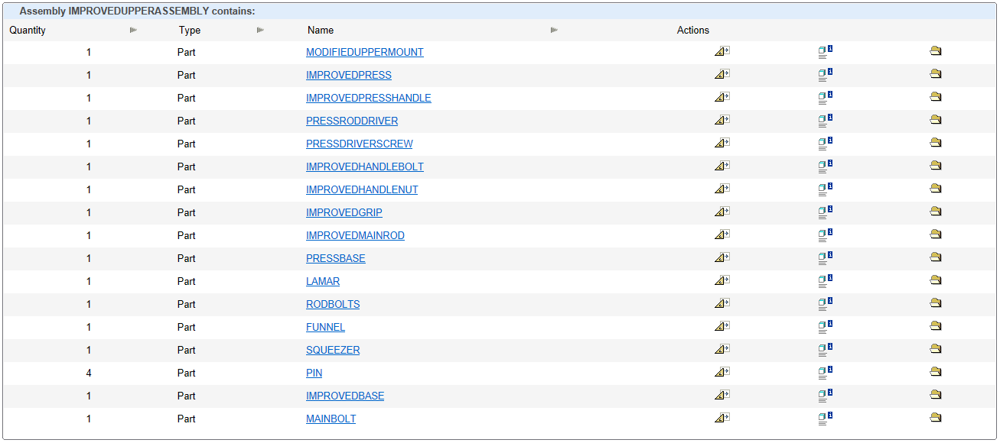 Assembly IMPROVEDUPPERASSEMBLY contains:
Quantity Type Name Actions
1 Part MODIFIEDUPPERMOUNT
1 Part IMPROVEDPRESS
1 Part IMPROVEDPRESSHANDLE
1 Part PRESSRODDRIVER
1 Part PRESSDRIVERSCREW
1 Part IMPROVEDHANDLEBOLT
1 Part IMPROVEDHANDLENUT
1 Part IMPROVEDGRIP
1 Part IMPROVEDMAINROD
1 Part PRESSBASE
1 Part LAMAR
1 Part RODBOLTS
1 Part FUNNEL
1 Part SQUEEZER
4 Part PIN
1 Part IMPROVEDBASE
1 Part MAINBOLT